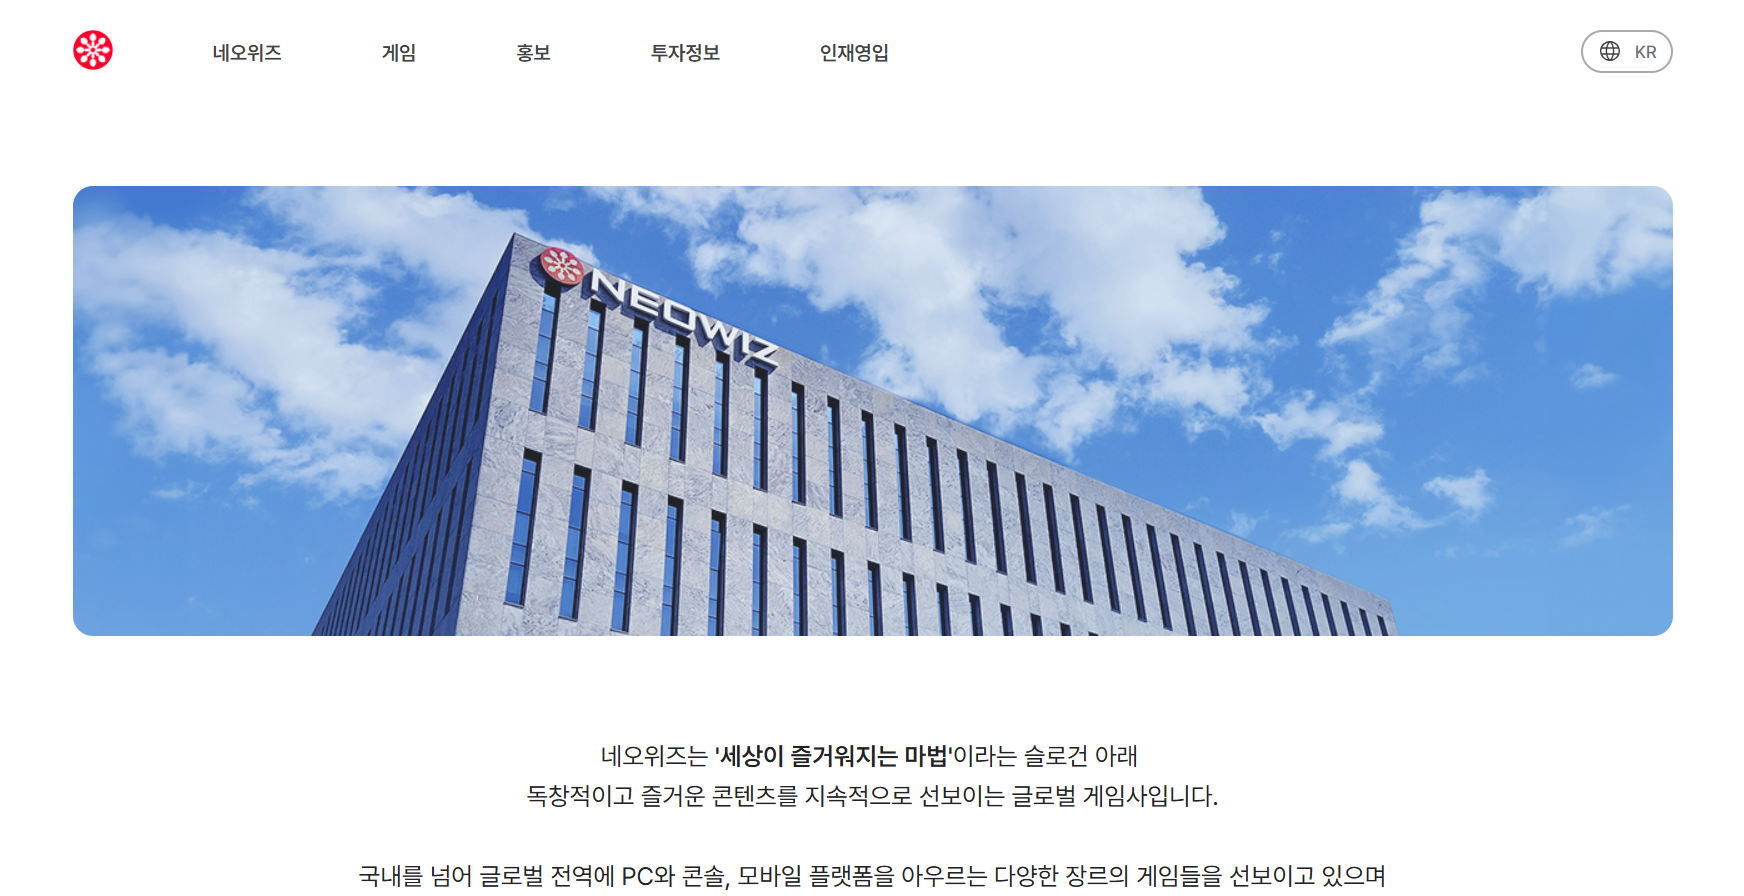 네오위즈
게임
홍보
투자정보
인재영입
KR
NEOWIZ
네오위즈는 '세상이 즐거워지는 마법'이라는 슬로건 아래
독창적이고 즐거운 콘텐츠를 지속적으로 선보이는 글로벌 게임사입니다.
국내를 넘어 글로벌 전역에 PC와 콘솔, 모바일 플랫폼을 아우르는 다양한 장르의 게임들을 선보이고 있으며